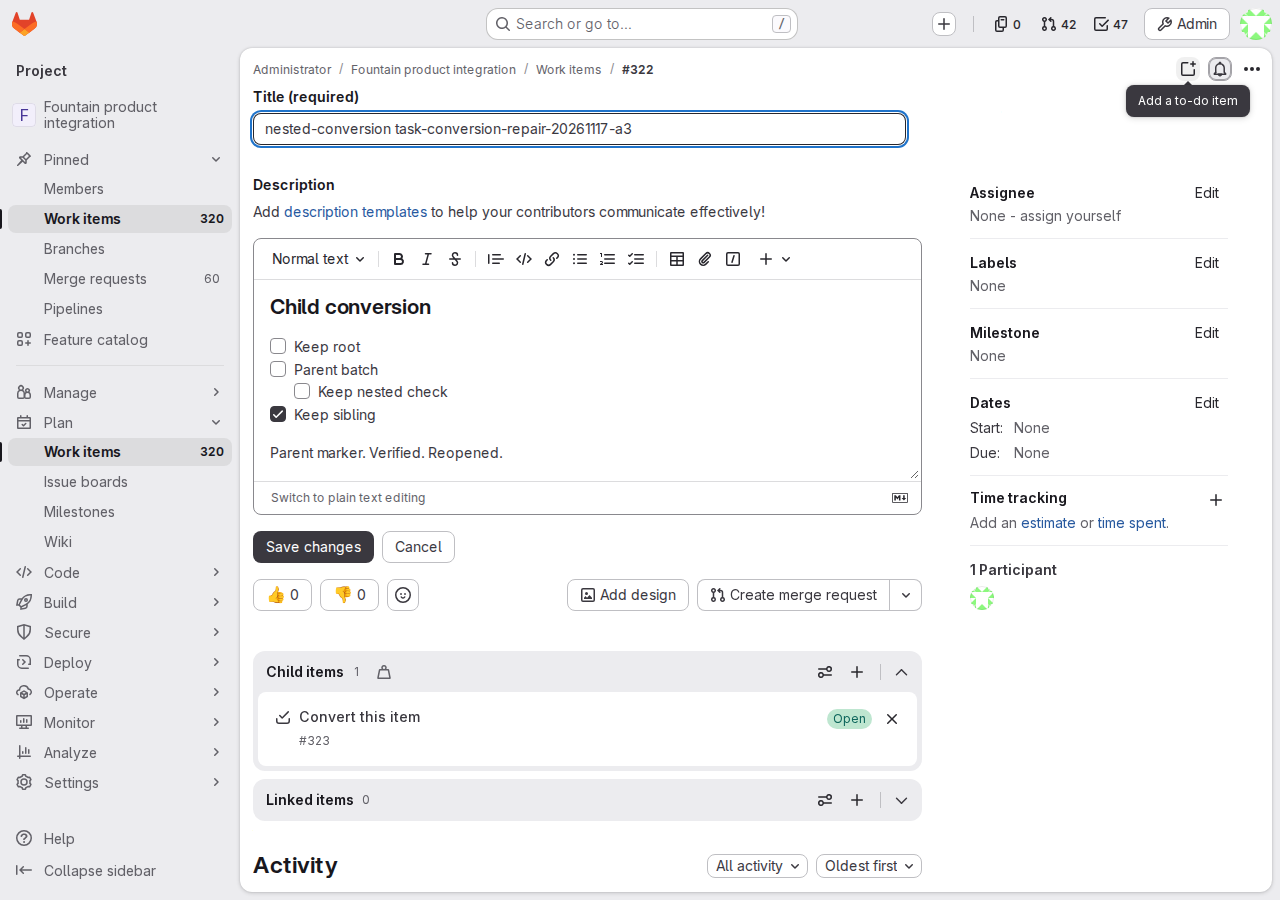 Search or go to...
/
0
42
47
Admin
Project
F
Fountain product integration
Pinned
Members
Work items
320
Branches
Merge requests
60
Pipelines
Feature catalog
Manage
Plan
Work items
320
Issue boards
Milestones
Wiki
Code
Build
Secure
Deploy
Operate
Monitor
Analyze
Settings
Help
Collapse sidebar
Administrator / Fountain product integration / Work items / #322
Add a to-do item
Title (required)
nested-conversion task-conversion-repair-20261117-a3
Description
Add description templates to help your contributors communicate effectively!
Normal text
Child conversion
Keep root
Parent batch
Keep nested check
Keep sibling
Parent marker. Verified. Reopened.
Switch to plain text editing
Save changes
Cancel
0
0
Add design
Create merge request
Child items 1
Convert this item
#323
Open
Linked items 0
Activity
All activity
Oldest first
Assignee
Edit
None - assign yourself
Labels
Edit
None
Milestone
Edit
None
Dates
Edit
Start: None
Due: None
Time tracking
Add an estimate or time spent.
1 Participant